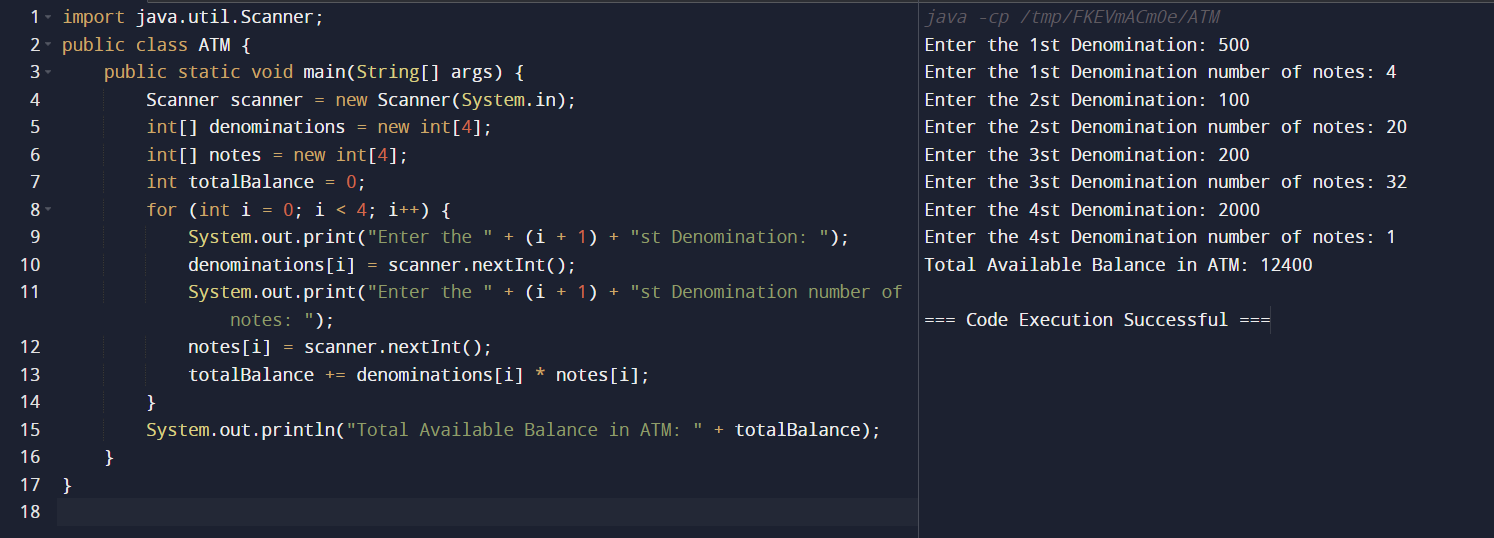 1 import java.util.Scanner;
2 public class ATM {
3 public static void main(String[] args) {
4 Scanner scanner = new Scanner(System.in);
5 int[] denominations = new int[4];
6 int[] notes = new int[4];
7 int totalBalance = 0;
8 for (int i = 0; i < 4; i++) {
9 System.out.print("Enter the " + (i + 1) + "st Denomination: ");
10 denominations[i] = scanner.nextInt();
11 System.out.print("Enter the " + (i + 1) + "st Denomination number of
notes: ");
12 notes[i] = scanner.nextInt();
13 totalBalance += denominations[i] * notes[i];
14 }
15 System.out.println("Total Available Balance in ATM: " + totalBalance);
16 }
17 }
18
java -cp /tmp/FKEVmACmOe/ATM
Enter the 1st Denomination: 500
Enter the 1st Denomination number of notes: 4
Enter the 2st Denomination: 100
Enter the 2st Denomination number of notes: 20
Enter the 3st Denomination: 200
Enter the 3st Denomination number of notes: 32
Enter the 4st Denomination: 2000
Enter the 4st Denomination number of notes: 1
Total Available Balance in ATM: 12400
=== Code Execution Successful ===